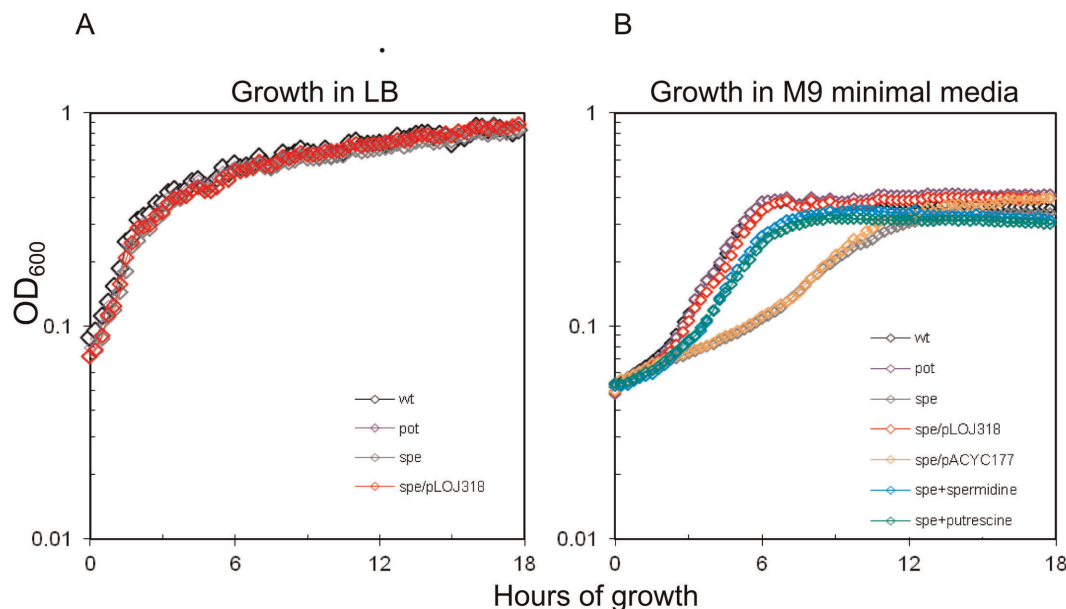 A
B
Growth in LB
Growth in M9 minimal media
OD600
1
0.1
0.01
wt
pot
spe
spe/pLOJ318
0
6
12
18
1
0.1
0.01
wt
pot
spe
spe/pLOJ318
spe/pACYC177
spe+spermidine
spe+putrescine
0
6
12
18
Hours of growth